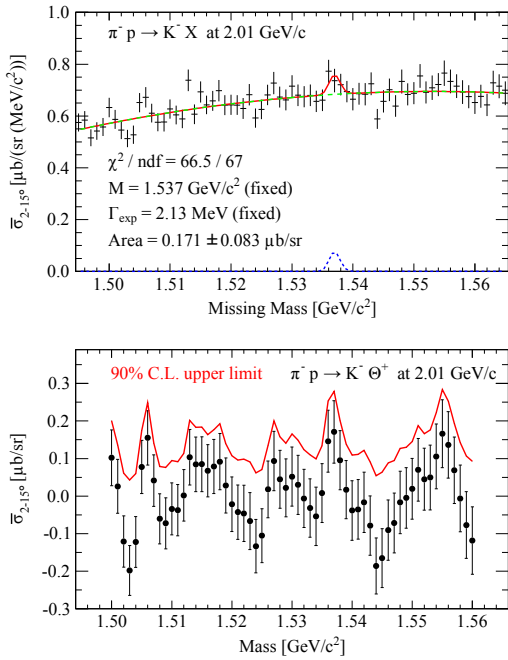 π⁻ p → K⁻ X at 2.01 GeV/c
1.0
0.8
0.6
0.4
0.2
0.0
σ̅₂₋₁₅ₒ [μb/(sr (MeV/c²))]
χ² / ndf = 66.5 / 67
M = 1.537 GeV/c² (fixed)
Γexp = 2.13 MeV (fixed)
Area = 0.171 ± 0.083 μb/sr
1.50 1.51 1.52 1.53 1.54 1.55 1.56
Missing Mass [GeV/c²]
90% C.L. upper limit π⁻ p → K⁻ Θ⁺ at 2.01 GeV/c
0.3
0.2
0.1
0.0
-0.1
-0.2
-0.3
σ̅₂₋₁₅ₒ [μb/sr]
1.50 1.51 1.52 1.53 1.54 1.55 1.56
Mass [GeV/c²]